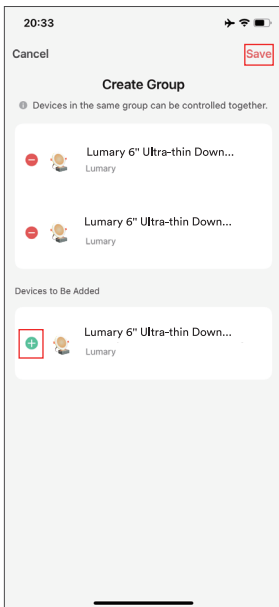 20:33
Cancel
Save
Create Group
Devices in the same group can be controlled together.
Lumary 6" Ultra-thin Down...
Lumary
Lumary 6" Ultra-thin Down...
Lumary
Devices to Be Added
Lumary 6" Ultra-thin Down...
Lumary